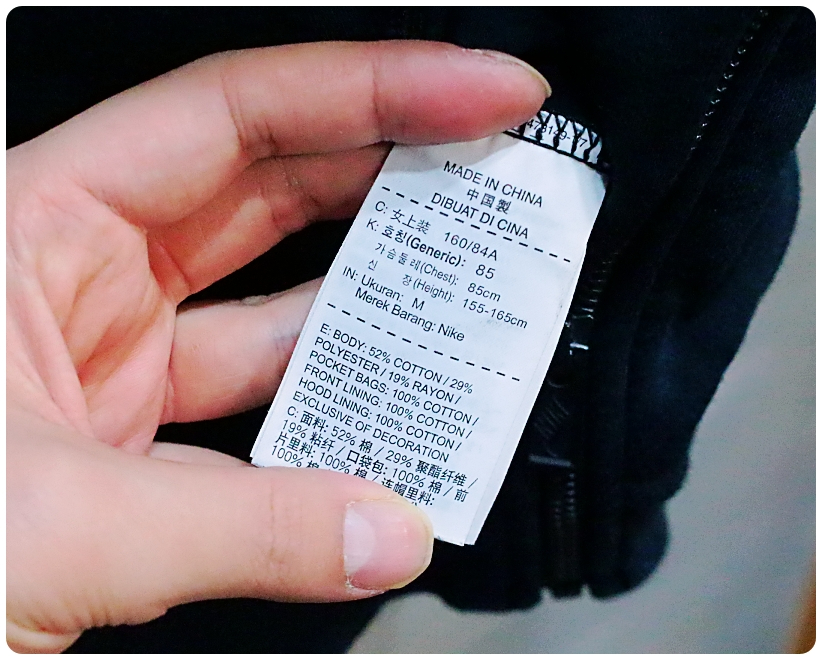 MADE IN CHINA
中国製
DIBUAT DI CINA
C: 女上装 160/84A
K: 호칭(Generic): 85
가슴둘레(Chest): 85cm
신 장(Height): 155-165cm
IN: Ukuran: M
Merek Barang: Nike
E: BODY: 52% COTTON / 29%
POLYESTER / 19% RAYON /
POCKET BAGS: 100% COTTON /
FRONT LINING: 100% COTTON /
HOOD LINING: 100% COTTON /
EXCLUSIVE OF DECORATION
C: 面料: 52% 棉 / 29% 聚酯纤维 /
19% 粘纤 / 口袋包: 100% 棉 / 前
片里料: 100% 棉 / 连帽里料:
100% 棉